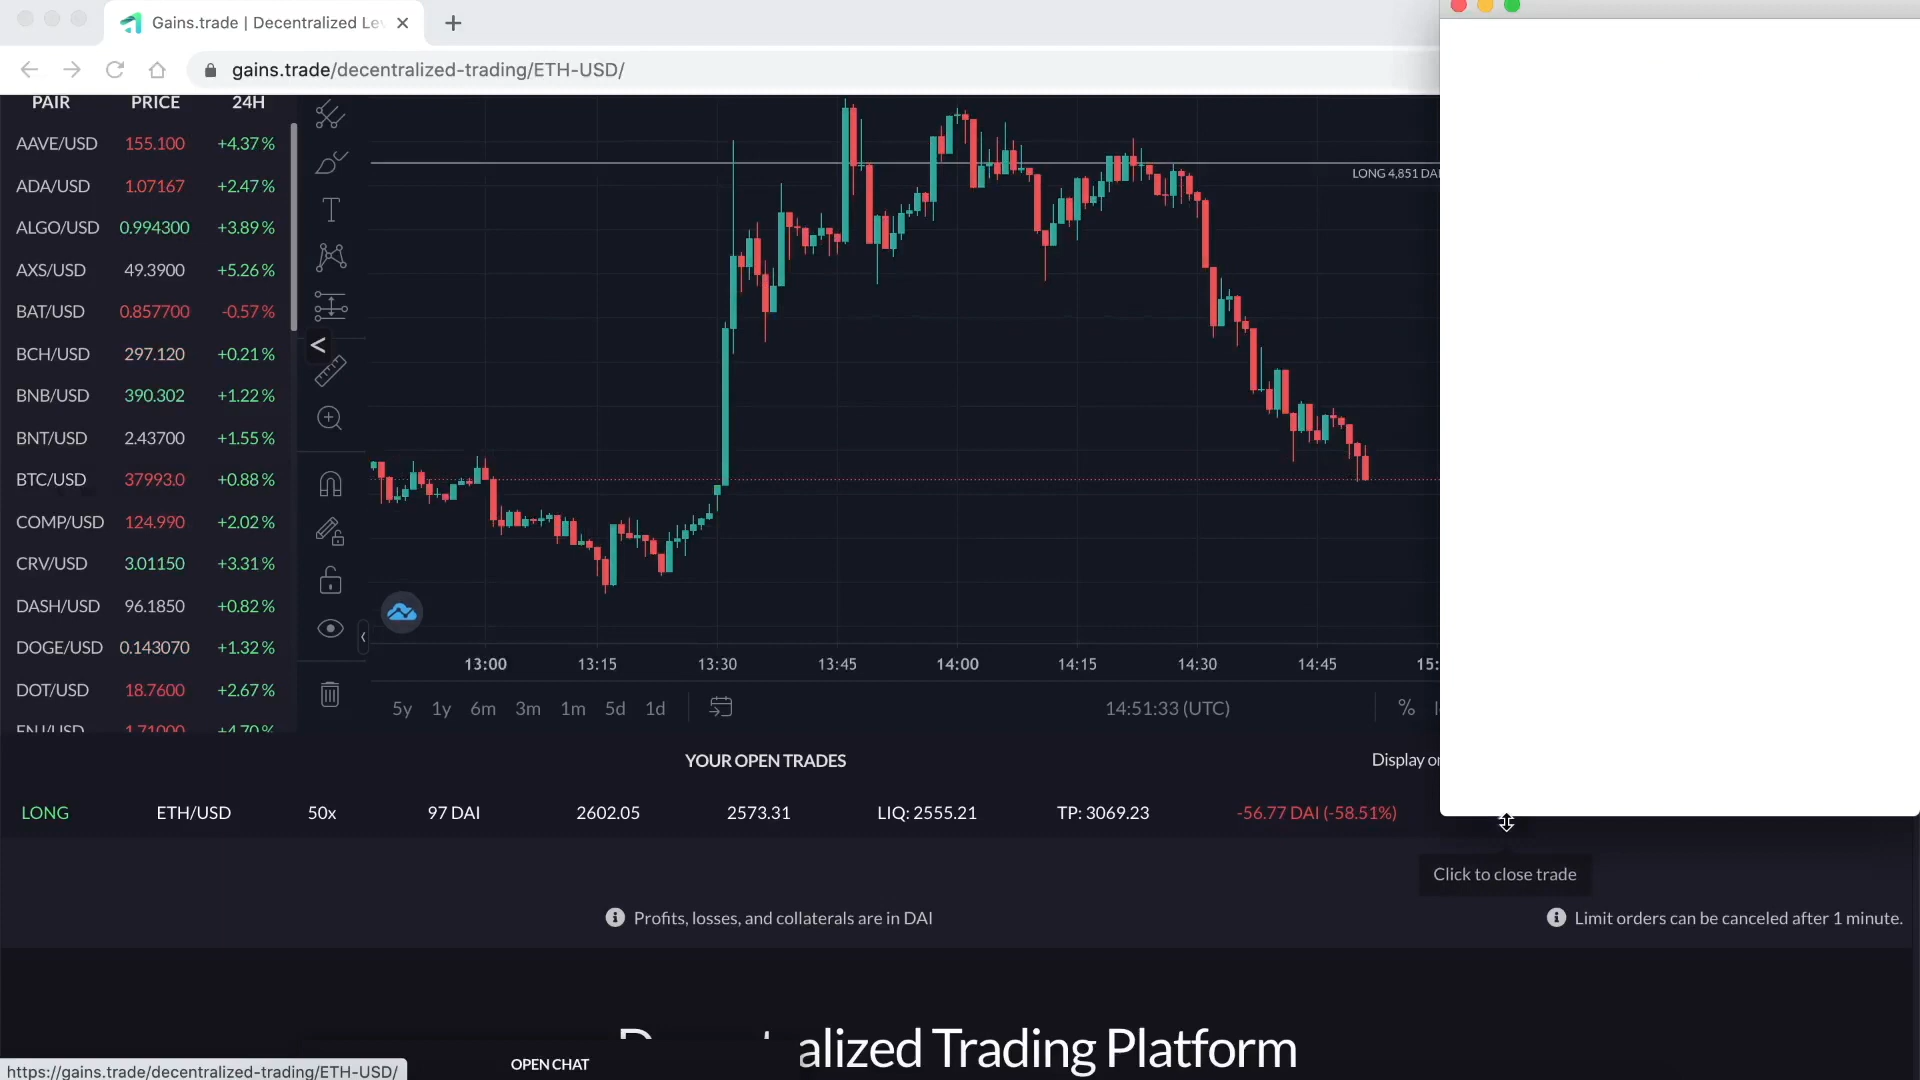 Gains.trade | Decentralized Le
gains.trade/decentralized-trading/ETH-USD/
PAIR PRICE 24H
AAVE/USD 155.100 +4.37 %
ADA/USD 1.07167 +2.47 %
ALGO/USD 0.994300 +3.89 %
AXS/USD 49.3900 +5.26 %
BAT/USD 0.857700 -0.57 %
BCH/USD 297.120 +0.21 %
BNB/USD 390.302 +1.22 %
BNT/USD 2.43700 +1.55 %
BTC/USD 37993.0 +0.88 %
COMP/USD 124.990 +2.02 %
CRV/USD 3.01150 +3.31 %
DASH/USD 96.1850 +0.82 %
DOGE/USD 0.143070 +1.32 %
DOT/USD 18.7600 +2.67 %
ENJ/USD 1.71000 +4.70 %
LONG 4,851 DAI
13:00 13:15 13:30 13:45 14:00 14:15 14:30 14:45 15:
5y 1y 6m 3m 1m 5d 1d 14:51:33 (UTC) %
YOUR OPEN TRADES
Display on
LONG ETH/USD 50x 97 DAI 2602.05 2573.31 LIQ: 2555.21 TP: 3069.23 -56.77 DAI (-58.51%)
Click to close trade
Profits, losses, and collaterals are in DAI
Limit orders can be canceled after 1 minute.
alized Trading Platform
OPEN CHAT
https://gains.trade/decentralized-trading/ETH-USD/